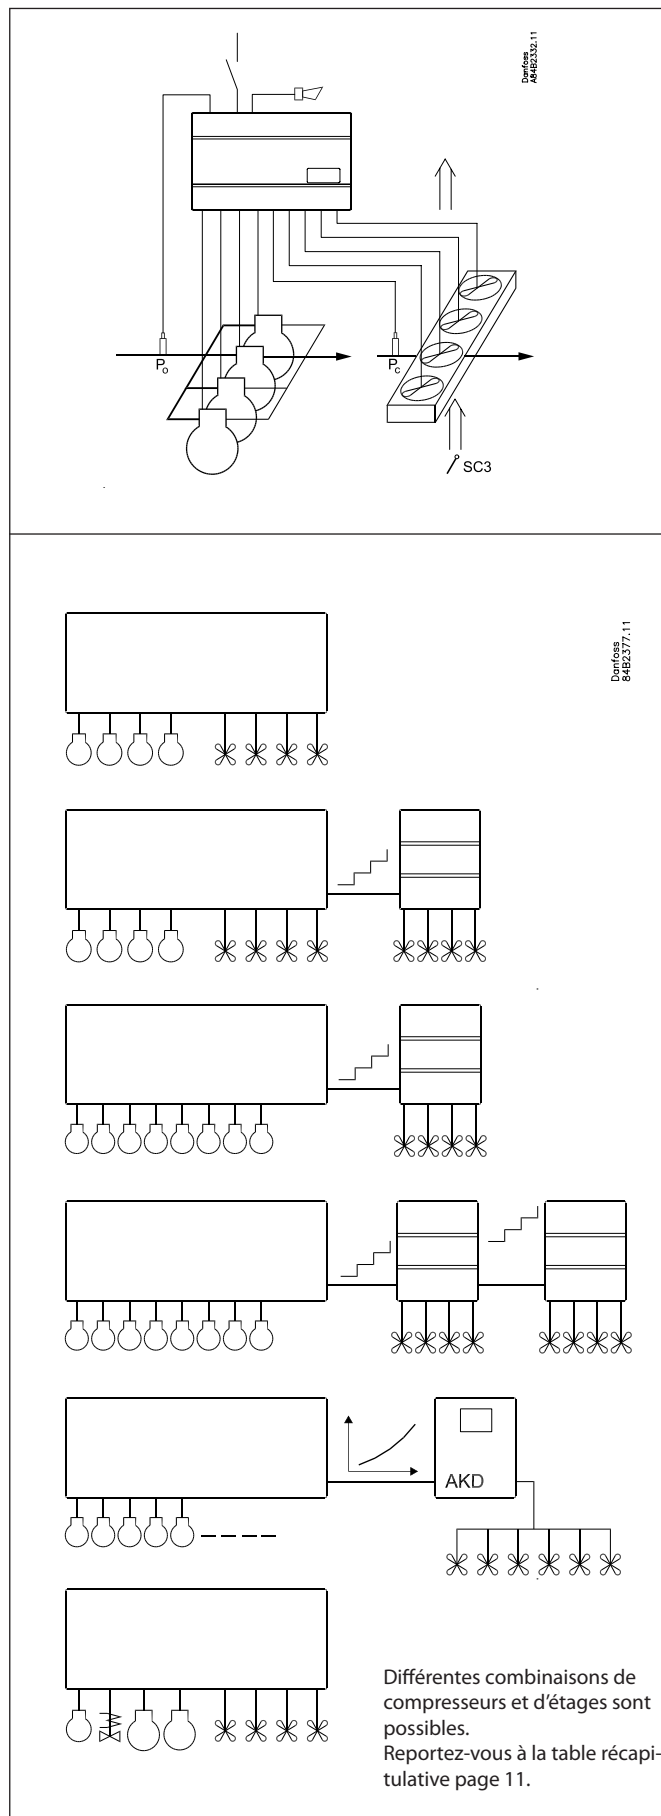 Danfoss
A84B2332.11
Po
Pc
SC3
Danfoss
84B2377.11
AKD
Différentes combinaisons de
compresseurs et d'étages sont
possibles.
Reportez-vous à la table récapi-
tulative page 11.